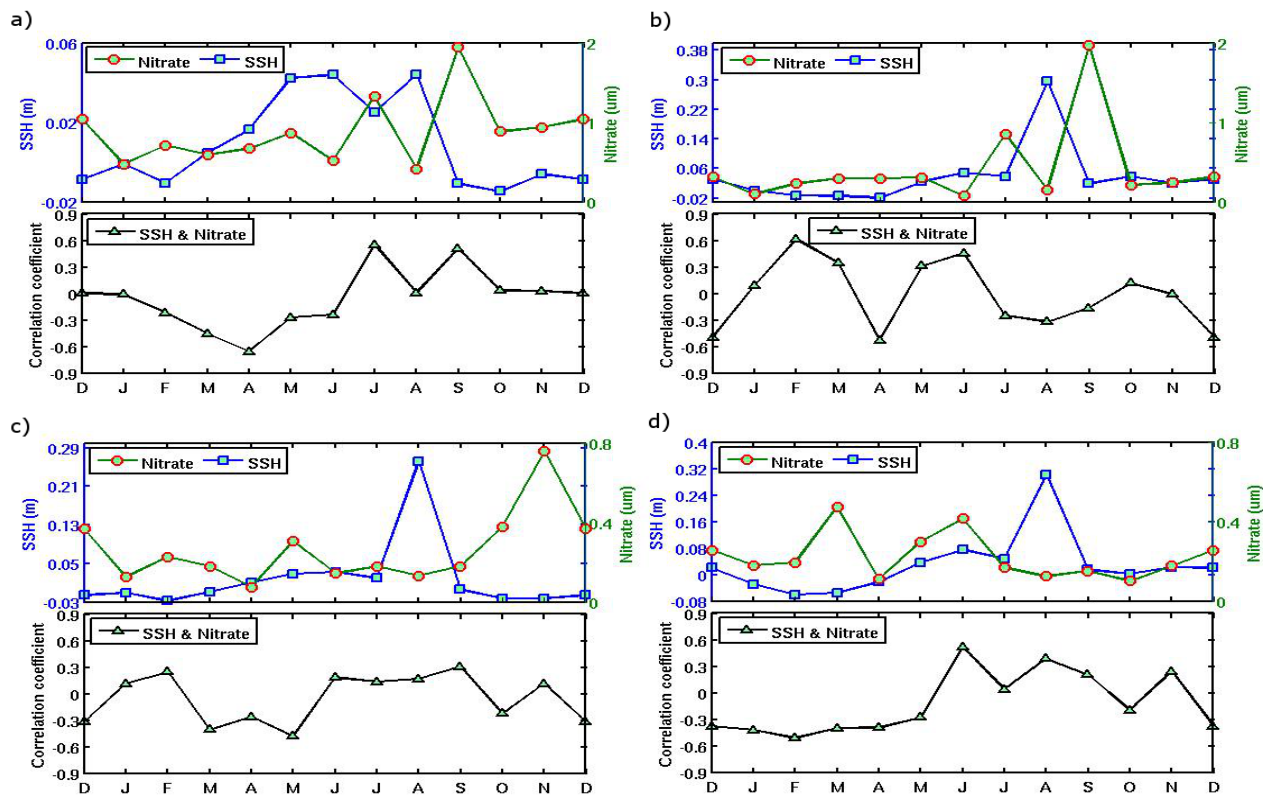 a)
Nitrate SSH
SSH (m)
0.06
0.02
-0.02
Nitrate (um)
2
1
0
SSH & Nitrate
Correlation coefficient
0.9
0.6
0.3
0
-0.3
-0.6
-0.9
D J F M A M J J A S O N D
b)
Nitrate SSH
SSH (m)
0.38
0.3
0.22
0.14
0.06
-0.02
Nitrate (um)
2
1
0
SSH & Nitrate
Correlation coefficient
0.9
0.6
0.3
0
-0.3
-0.6
-0.9
D J F M A M J J A S O N D
c)
Nitrate SSH
SSH (m)
0.29
0.21
0.13
0.05
-0.03
Nitrate (um)
0.8
0.4
0
SSH & Nitrate
Correlation coefficient
0.9
0.6
0.3
0
-0.3
-0.6
-0.9
D J F M A M J J A S O N D
d)
Nitrate SSH
SSH (m)
0.4
0.32
0.24
0.16
0.08
0
-0.08
Nitrate (um)
0.8
0.4
0
SSH & Nitrate
Correlation coefficient
0.9
0.6
0.3
0
-0.3
-0.6
-0.9
D J F M A M J J A S O N D